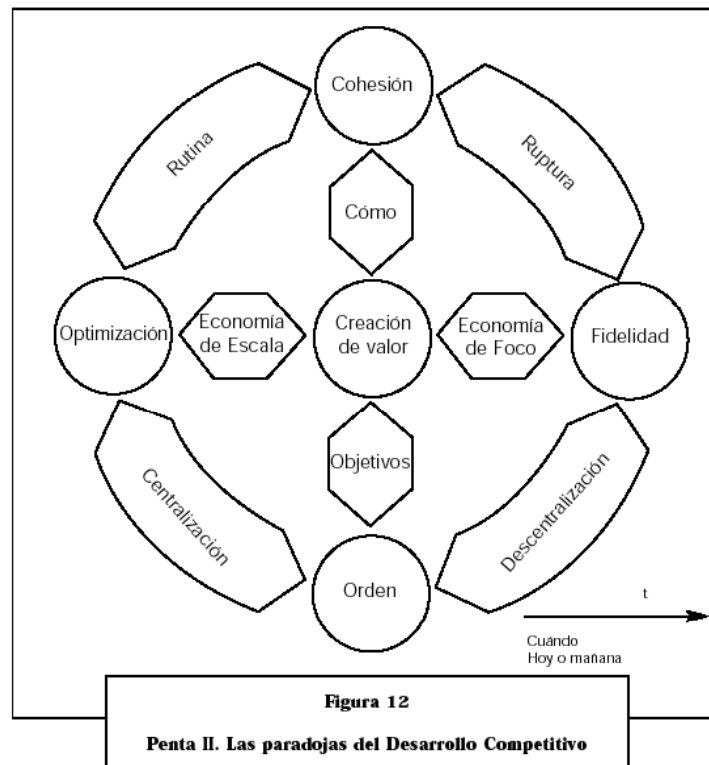 Cohesión
Rutina
Ruptura
Cómo
Optimización
Economía
de Escala
Creación
de valor
Economía
de Foco
Fidelidad
Objetivos
Centralización
Descentralización
Orden
t
Cuándo
Hoy o mañana
Figura 12
Penta II. Las paradojas del Desarrollo Competitivo